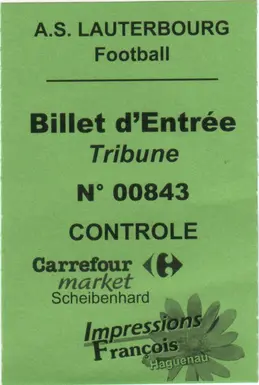 A.S. LAUTERBOURG
Football
Billet d'Entrée
Tribune
N° 00843
CONTROLE
Carrefour
market
Scheibenhard
Impressions
François
Haguenau